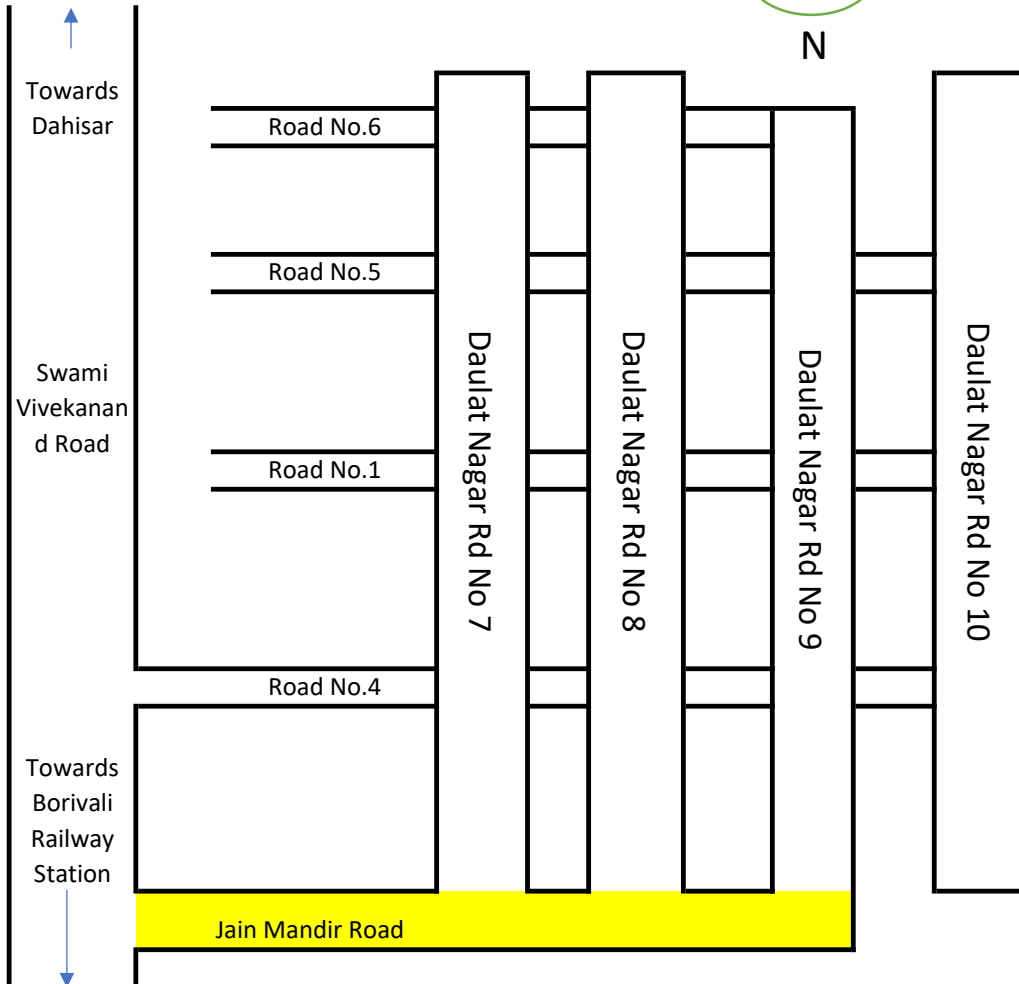 N
Towards
Dahisar
Road No.6
Road No.5
Swami
Vivekanan
d Road
Daulat Nagar Rd No 7
Daulat Nagar Rd No 8
Daulat Nagar Rd No 9
Daulat Nagar Rd No 10
Road No.1
Road No.4
Towards
Borivali
Railway
Station
Jain Mandir Road